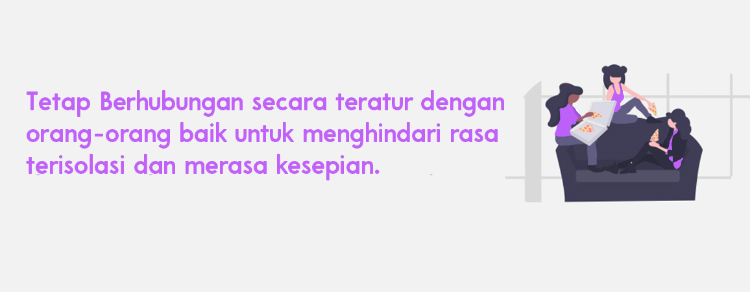 Tetap Berhubungan secara teratur dengan
orang-orang baik untuk menghindari rasa
terisolasi dan merasa kesepian.